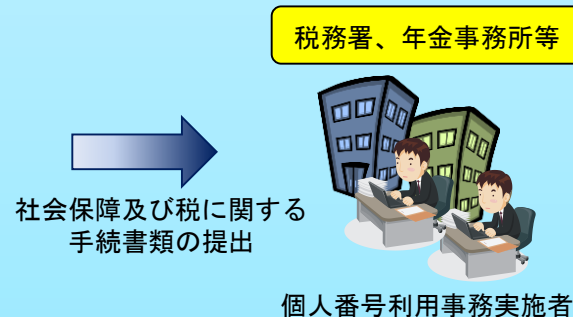 税務署、年金事務所等
社会保障及び税に関する
手続書類の提出
個人番号利用事務実施者